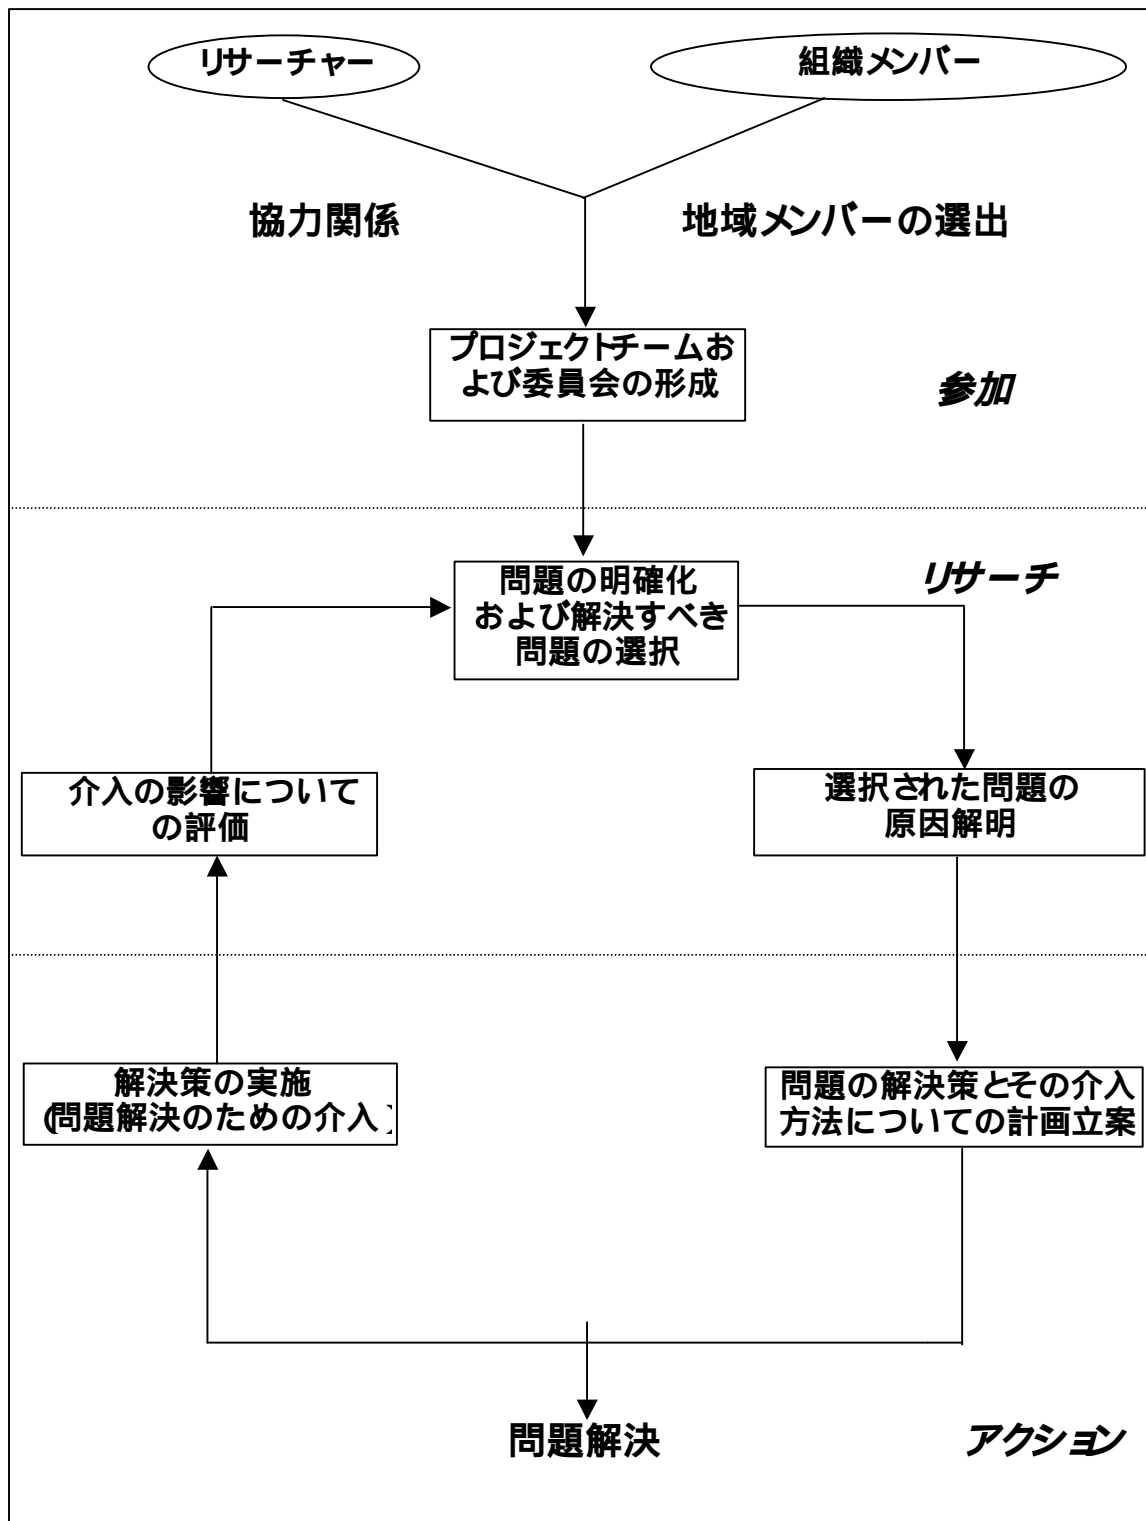 リサーチャー
組織メンバー
協力関係
地域メンバーの選出
プロジェクトチームお
よび委員会の形成
参加
問題の明確化
および解決すべき
問題の選択
リサーチ
介入の影響について
の評価
選択された問題の
原因解明
解決策の実施
(問題解決のための介入)
問題の解決策とその介入
方法についての計画立案
問題解決
アクション